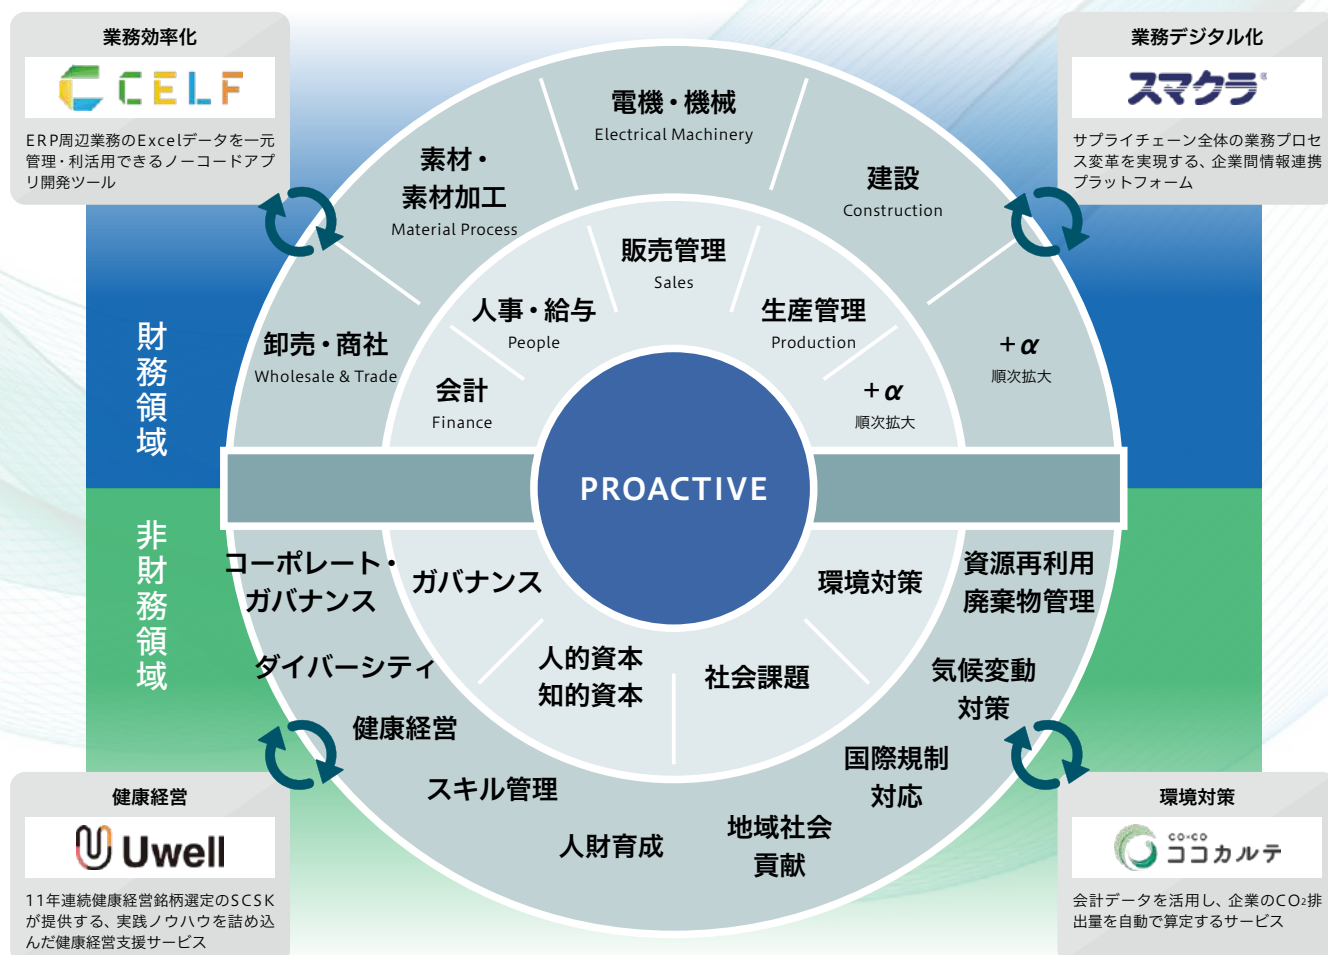 業務効率化
CELF
ERP周辺業務のExcelデータを一元
管理・利活用できるノーコードアプ
リ開発ツール
業務デジタル化
スマクラ®
サプライチェーン全体の業務プロセ
ス変革を実現する、企業間情報連携
プラットフォーム
財務領域
電機・機械
Electrical Machinery
素材・
素材加工
Material Process
建設
Construction
卸売・商社
Wholesale & Trade
+α
順次拡大
販売管理
Sales
人事・給与
People
生産管理
Production
会計
Finance
+α
順次拡大
PROACTIVE
非財務領域
コーポレート・
ガバナンス
ガバナンス
環境対策
資源再利用
廃棄物管理
ダイバーシティ
人的資本
知的資本
社会課題
気候変動
対策
健康経営
スキル管理
人財育成
地域社会
貢献
国際規制
対応
健康経営
Uwell
11年連続健康経営銘柄選定のSCSK
が提供する、実践ノウハウを詰め込
んだ健康経営支援サービス
環境対策
CO×CO
ココカルテ
会計データを活用し、企業のCO₂排
出量を自動で算定するサービス